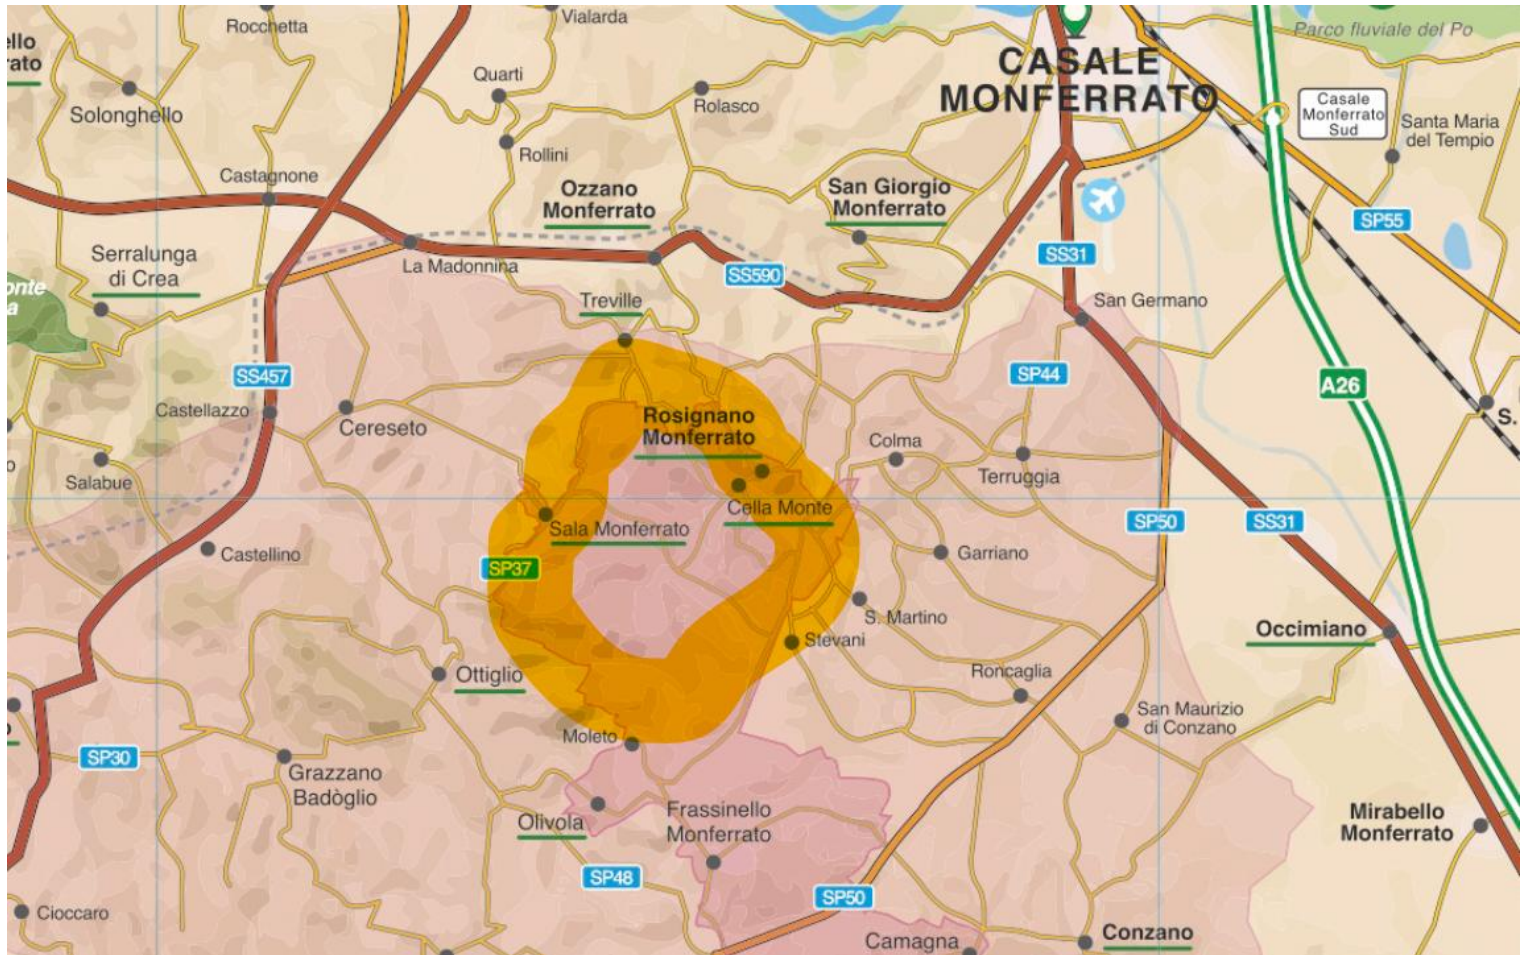 Vialarda
Rocchetta
Parco fluviale del Po
ello
rato
CASALE
MONFERRATO
Quarti
Rolasco
Solonghello
Casale
Monferrato
Sud
Santa Maria
del Tempio
Rollini
Castagnone
Ozzano
Monferrato
San Giorgio
Monferrato
SP55
Serralunga
di Crea
La Madonnina
SS590
SS31
onte
a
Treville
San Germano
SS457
SP44
A26
Castellazzo
Cereseto
Rosignano
Monferrato
Colma
S.
o
Salabue
Terruggia
Cella Monte
Sala Monferrato
SP50
SS31
Castellino
Garriano
SP37
S. Martino
Stevani
Occimiano
Ottiglio
Roncaglia
San Maurizio
di Conzano
o
Moleto
SP30
Grazzano
Badòglio
Olivola
Frassinello
Monferrato
Mirabello
Monferrato
SP48
SP50
Cioccaro
Camagna
Conzano